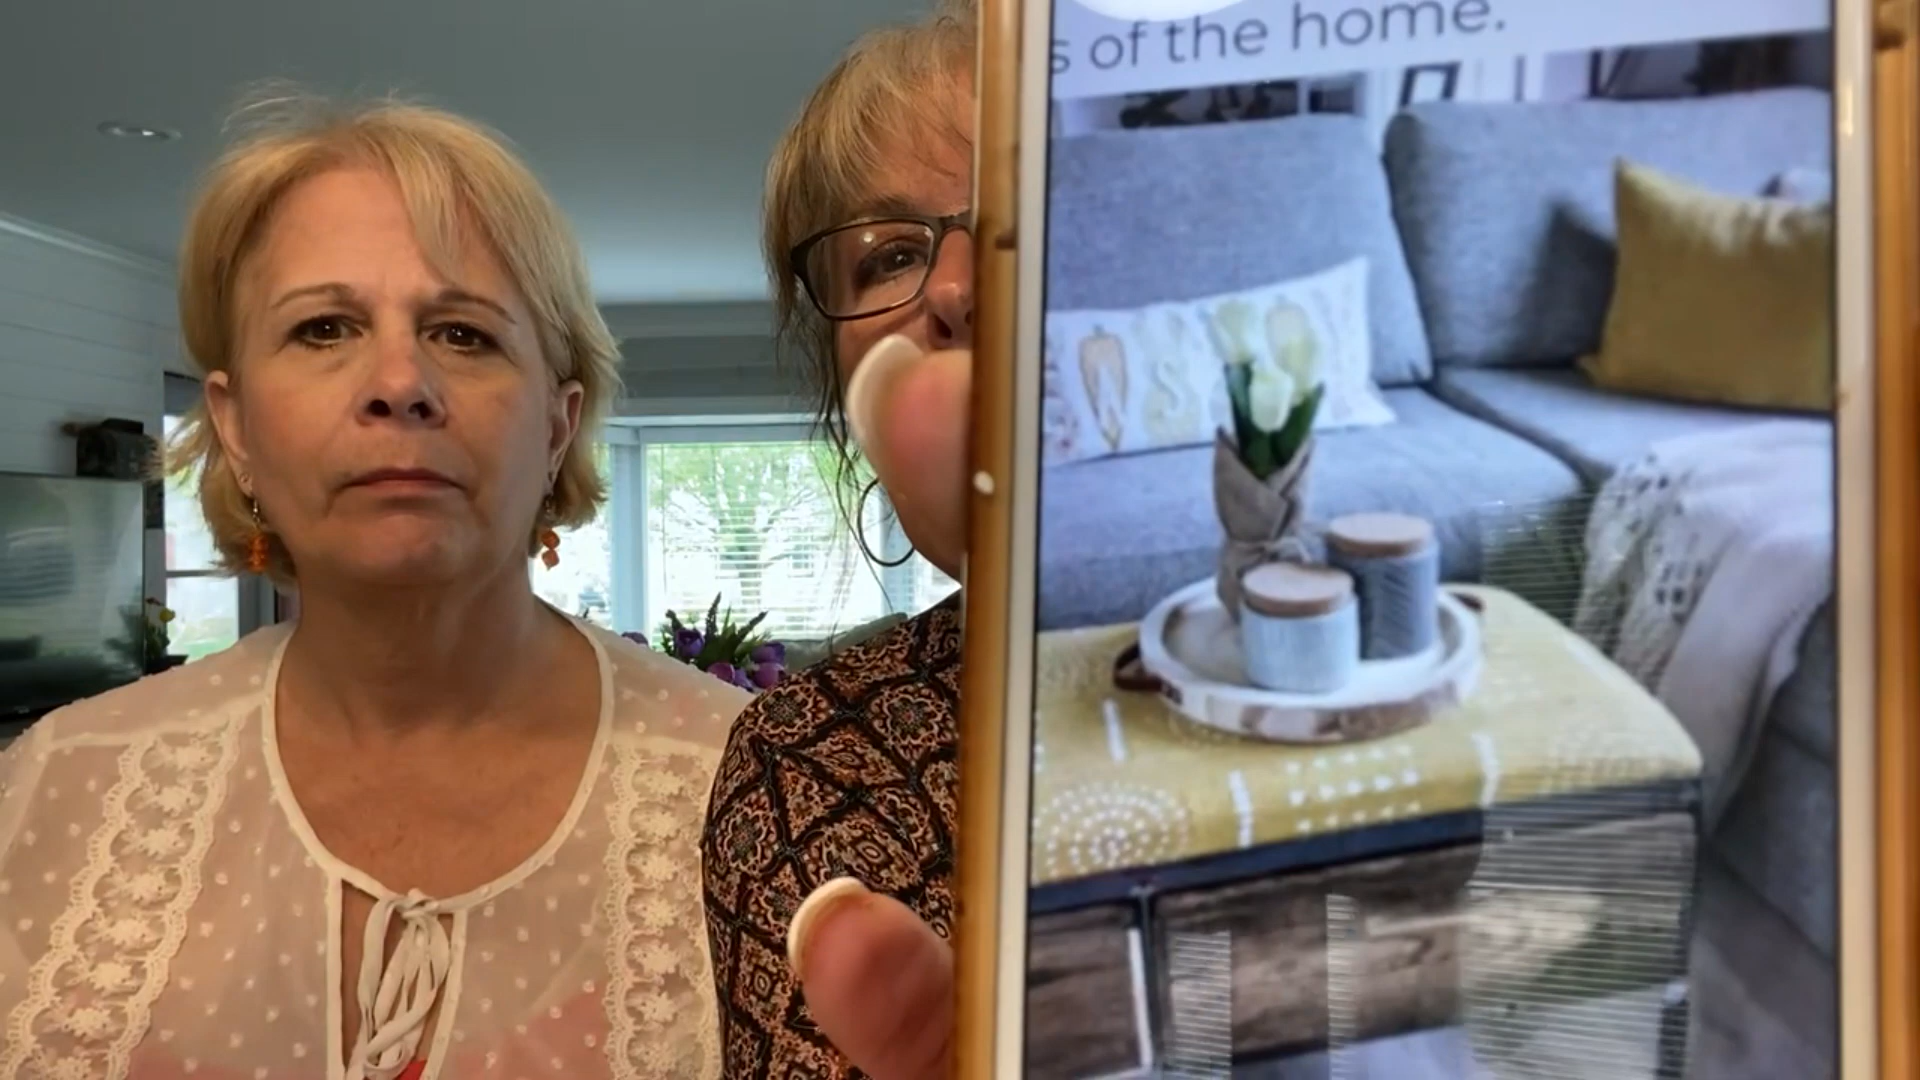 s of the home.